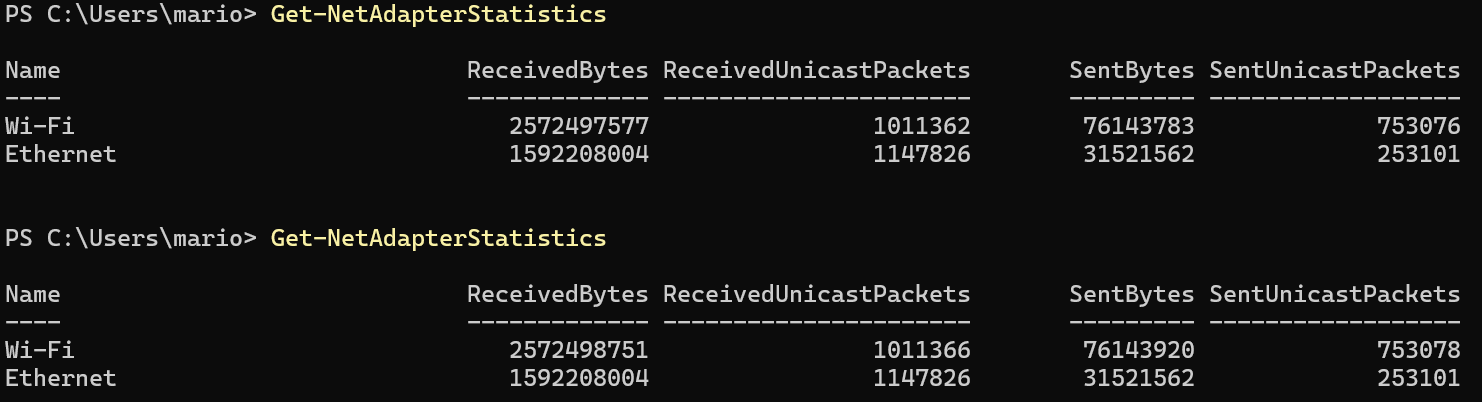 PS C:\Users\mario> Get-NetAdapterStatistics
Name ReceivedBytes ReceivedUnicastPackets SentBytes SentUnicastPackets
---- ------------- ---------------------- --------- ------------------
Wi-Fi 2572497577 1011362 76143783 753076
Ethernet 1592208004 1147826 31521562 253101
PS C:\Users\mario> Get-NetAdapterStatistics
Name ReceivedBytes ReceivedUnicastPackets SentBytes SentUnicastPackets
---- ------------- ---------------------- --------- ------------------
Wi-Fi 2572498751 1011366 76143920 753078
Ethernet 1592208004 1147826 31521562 253101